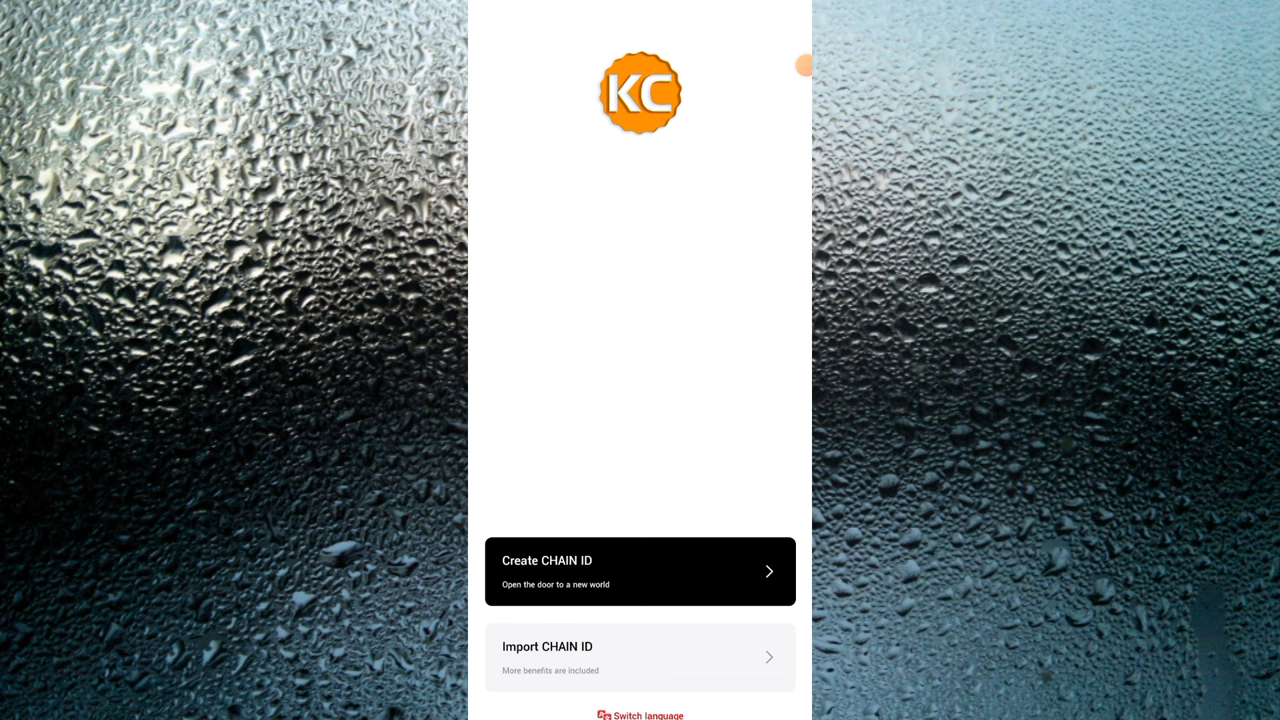 KC
Create CHAIN ID
Open the door to a new world
Import CHAIN ID
More benefits are included
Switch language